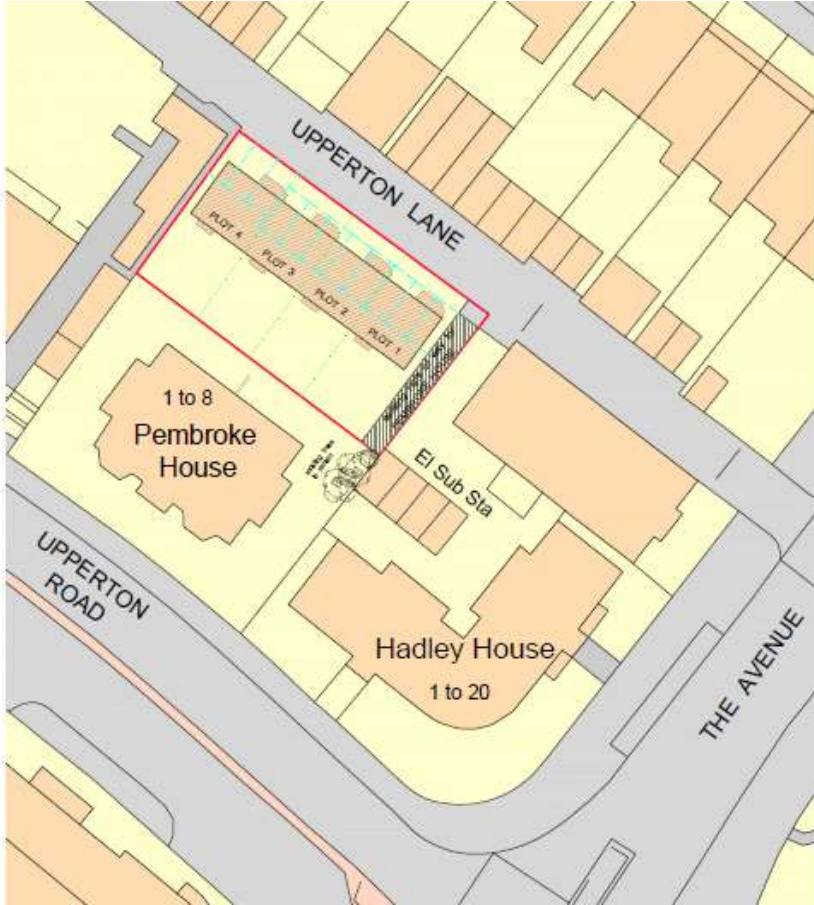 UPPERTON LANE
PLOT 4
PLOT 3
PLOT 2
PLOT 1
1 to 8
Pembroke
House
El Sub Sta
UPPERTON
ROAD
Hadley House
1 to 20
THE AVENUE